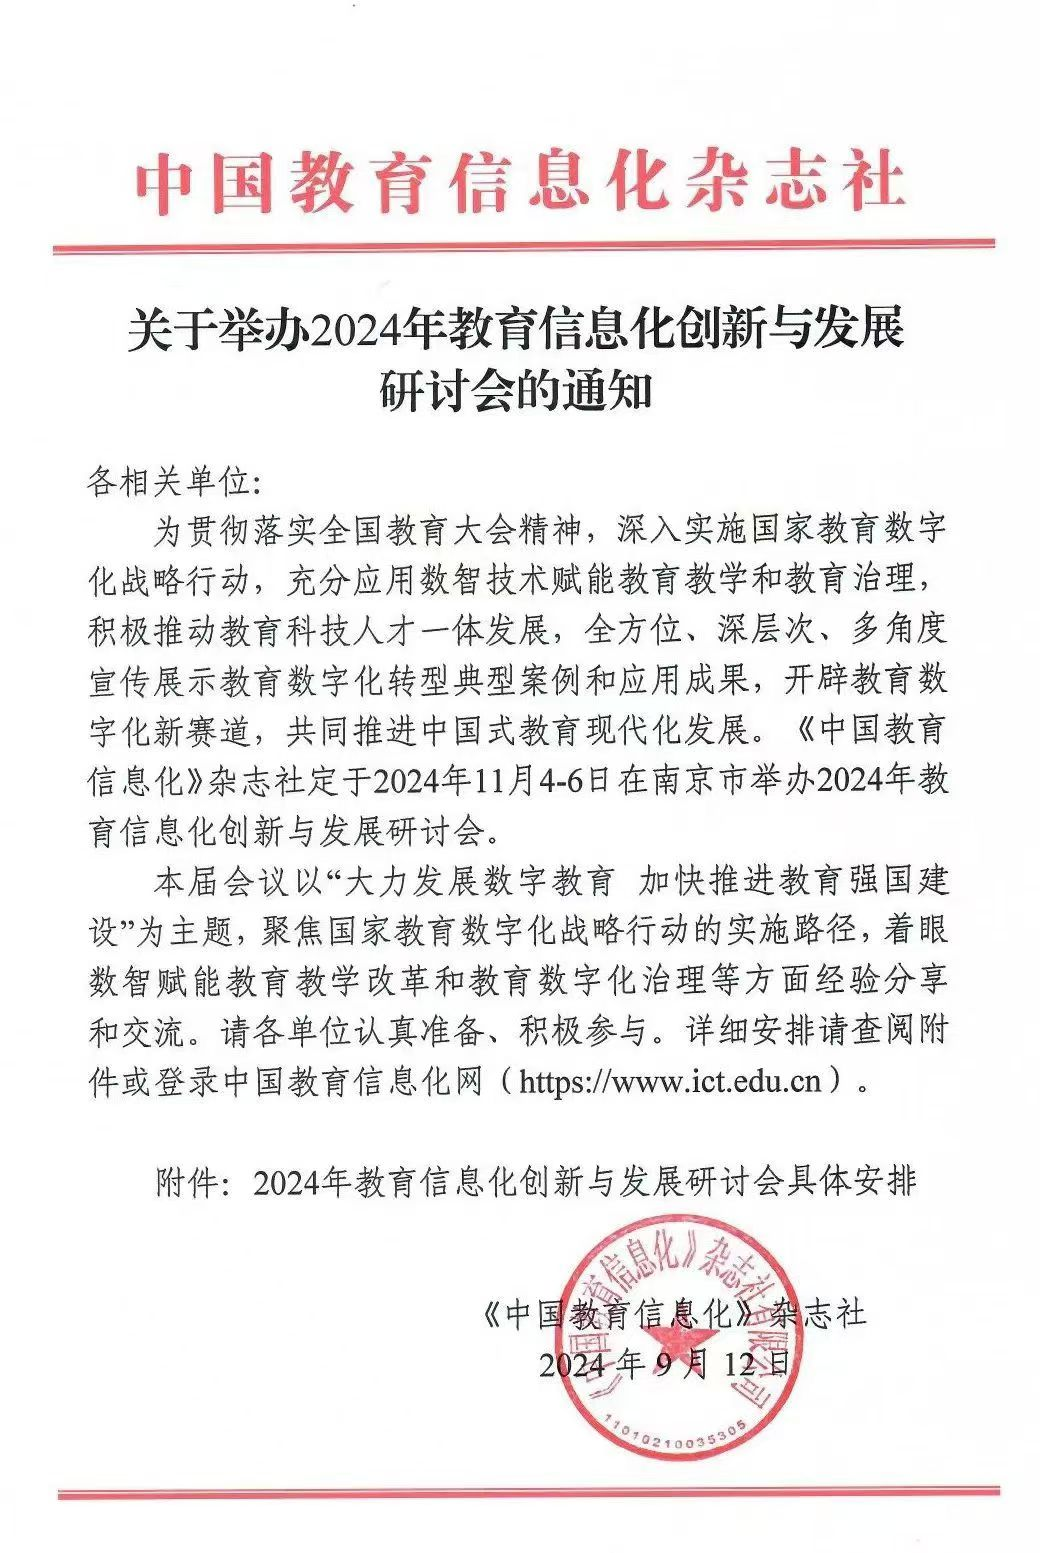 中国教育信息化杂志社
关于举办2024年教育信息化创新与发展
研讨会的通知
各相关单位：
为贯彻落实全国教育大会精神，深入实施国家教育数字
化战略行动，充分应用数智技术赋能教育教学和教育治理，
积极推动教育科技人才一体发展，全方位、深层次、多角度
宣传展示教育数字化转型典型案例和应用成果，开辟教育数
字化新赛道，共同推进中国式教育现代化发展。《中国教育
信息化》杂志社定于2024年11月4-6日在南京市举办2024年教
育信息化创新与发展研讨会。
本届会议以“大力发展数字教育 加快推进教育强国建
设”为主题，聚焦国家教育数字化战略行动的实施路径，着眼
数智赋能教育教学改革和教育数字化治理等方面经验分享
和交流。请各单位认真准备、积极参与。详细安排请查阅附
件或登录中国教育信息化网（https://www.ict.edu.cn）。
附件：2024年教育信息化创新与发展研讨会具体安排
《中国教育信息化》杂志社
2024年9月12日
《中国教育信息化》杂志社有限公司
11010210035305